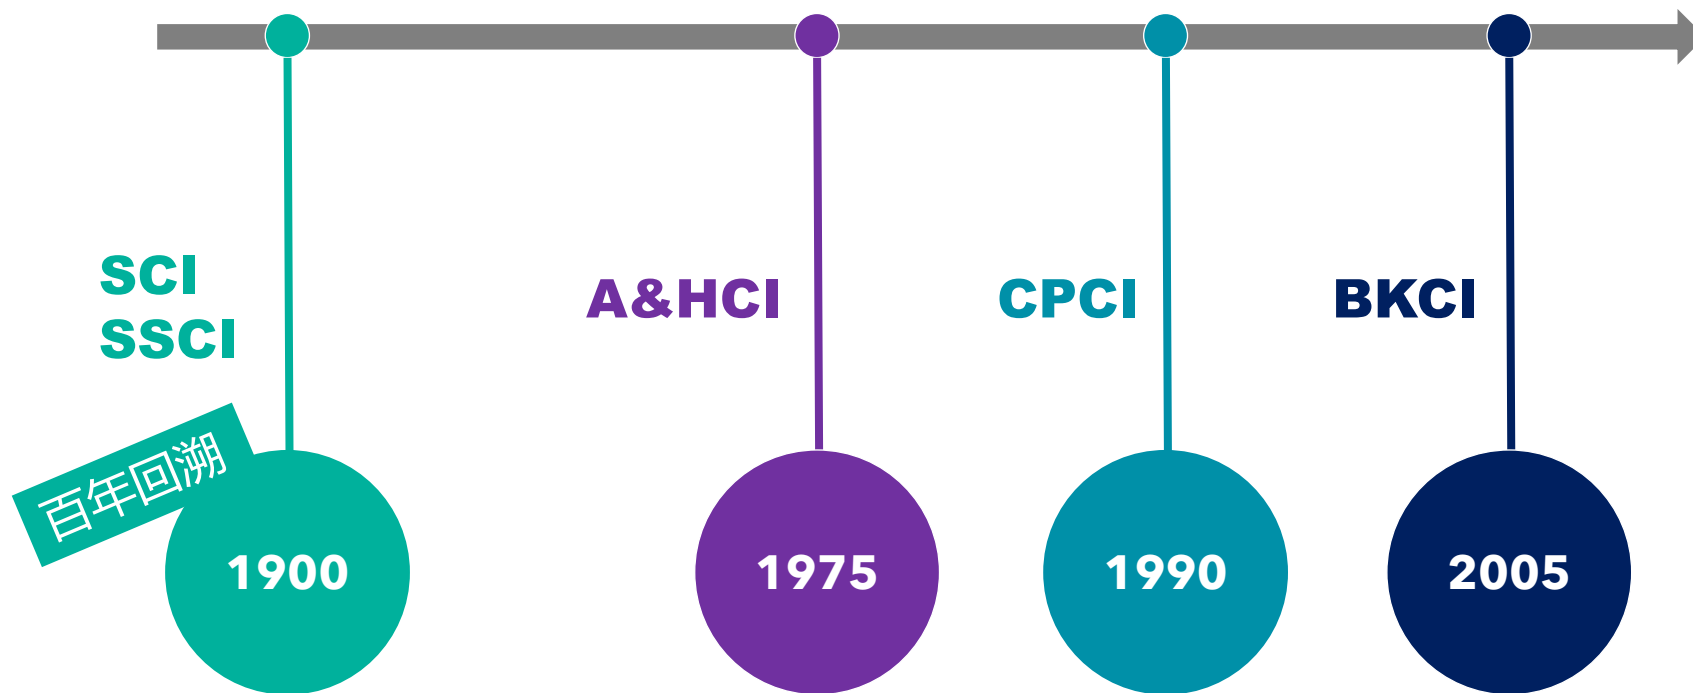 SCI
SSCI
A&HCI
CPCI
BKCI
百年回溯
1900
1975
1990
2005